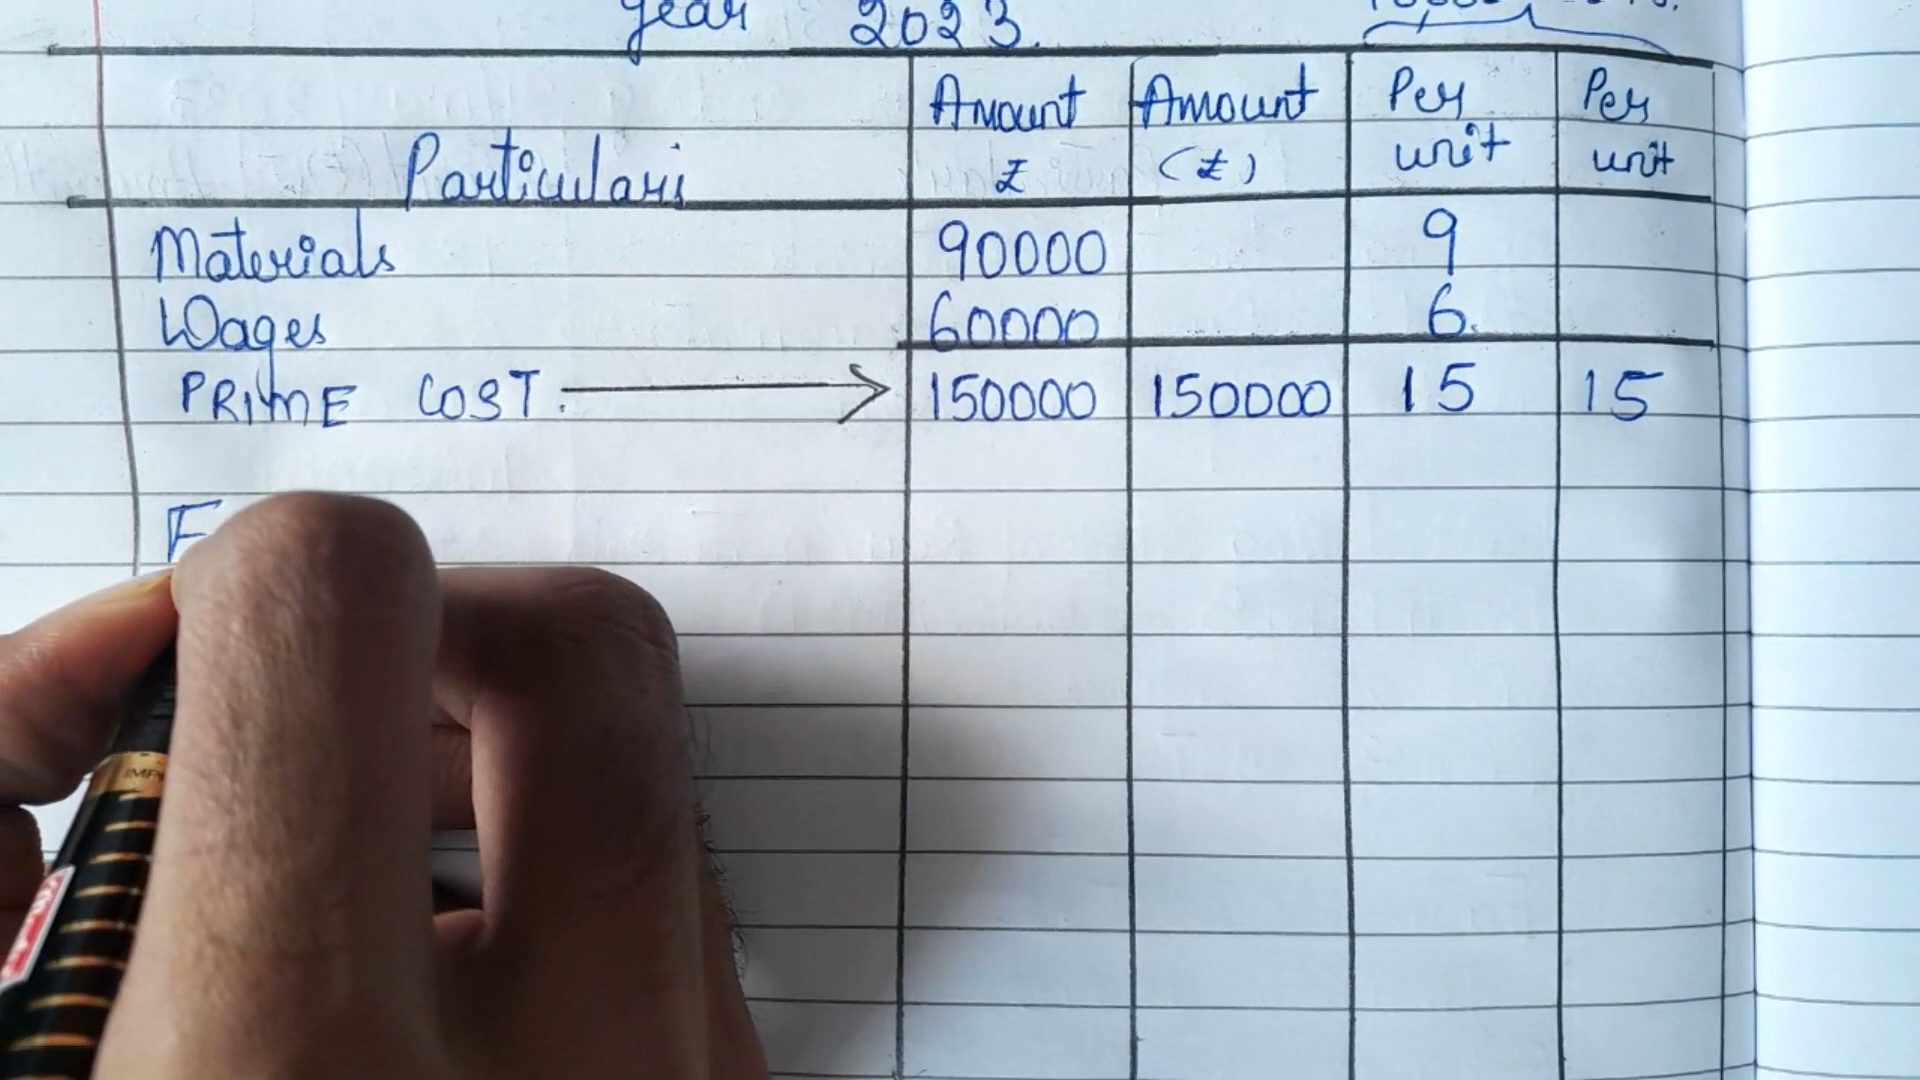 year 2023.
Amount Amount Per Per
Particulars ₹ (₹) unit unit
Materials 90000 9
Wages 60000 6.
PRIME COST. 150000 150000 15 15
F